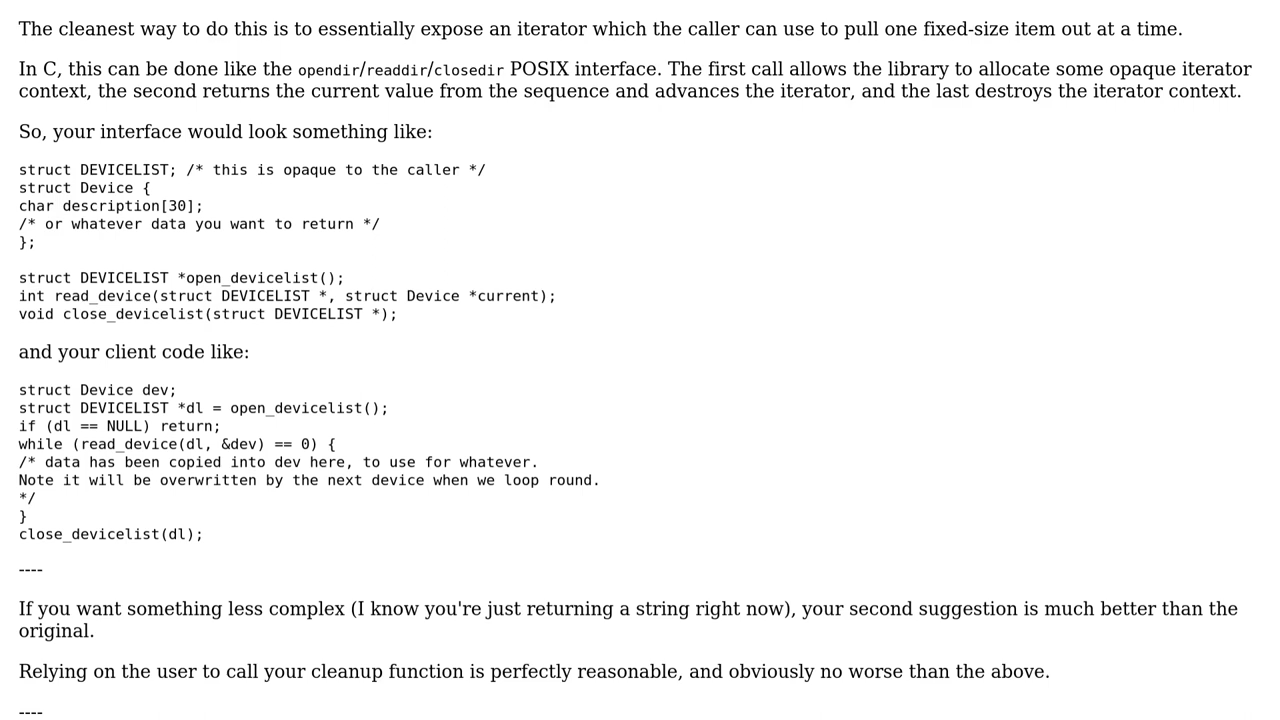 The cleanest way to do this is to essentially expose an iterator which the caller can use to pull one fixed-size item out at a time.
In C, this can be done like the opendir/readdir/closedir POSIX interface. The first call allows the library to allocate some opaque iterator
context, the second returns the current value from the sequence and advances the iterator, and the last destroys the iterator context.
So, your interface would look something like:
struct DEVICELIST; /* this is opaque to the caller */
struct Device {
char description[30];
/* or whatever data you want to return */
};
struct DEVICELIST *open_devicelist();
int read_device(struct DEVICELIST *, struct Device *current);
void close_devicelist(struct DEVICELIST *);
and your client code like:
struct Device dev;
struct DEVICELIST *dl = open_devicelist();
if (dl == NULL) return;
while (read_device(dl, &dev) == 0) {
/* data has been copied into dev here, to use for whatever.
Note it will be overwritten by the next device when we loop round.
*/
}
close_devicelist(dl);
----
If you want something less complex (I know you're just returning a string right now), your second suggestion is much better than the
original.
Relying on the user to call your cleanup function is perfectly reasonable, and obviously no worse than the above.
----